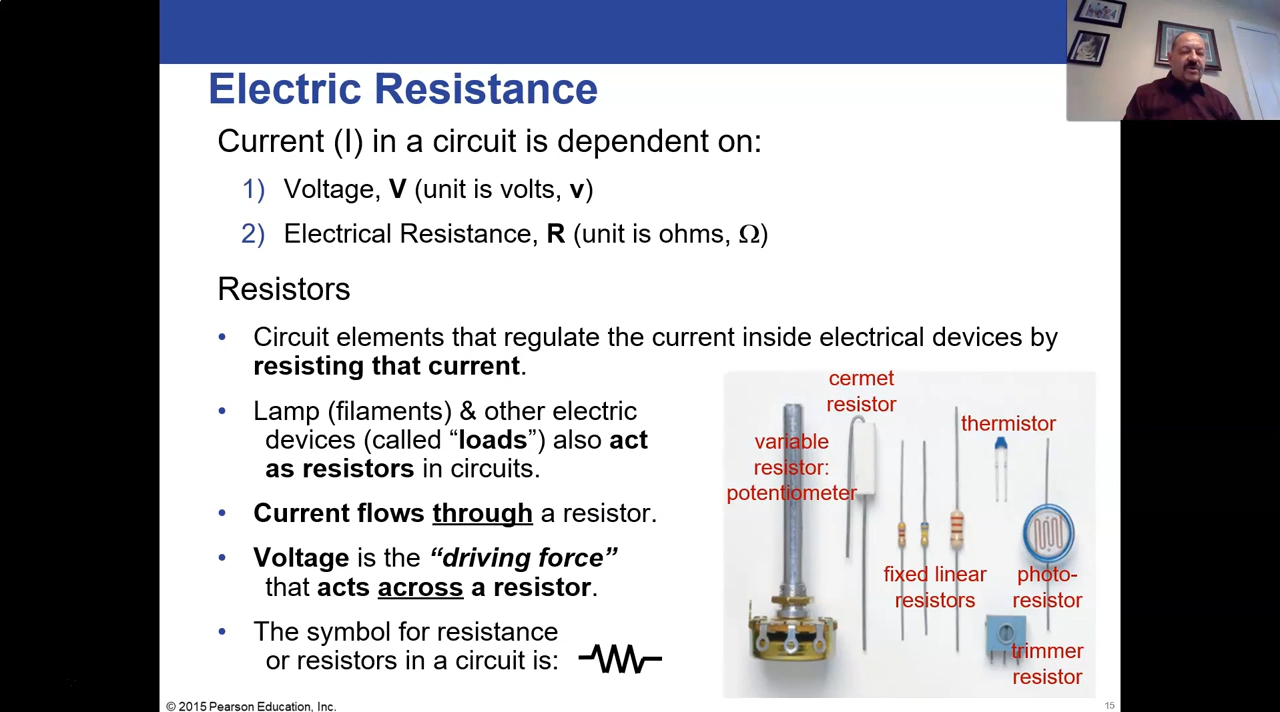 Electric Resistance
Current (I) in a circuit is dependent on:
1) Voltage, V (unit is volts, v)
2) Electrical Resistance, R (unit is ohms, Ω)
Resistors
• Circuit elements that regulate the current inside electrical devices by
resisting that current.
• Lamp (filaments) & other electric
devices (called “loads”) also act
as resistors in circuits.
• Current flows through a resistor.
• Voltage is the “driving force”
that acts across a resistor.
• The symbol for resistance
or resistors in a circuit is:
cermet
resistor
thermistor
variable
resistor:
potentiometer
fixed linear
resistors
photo-
resistor
trimmer
resistor
© 2015 Pearson Education, Inc.
15